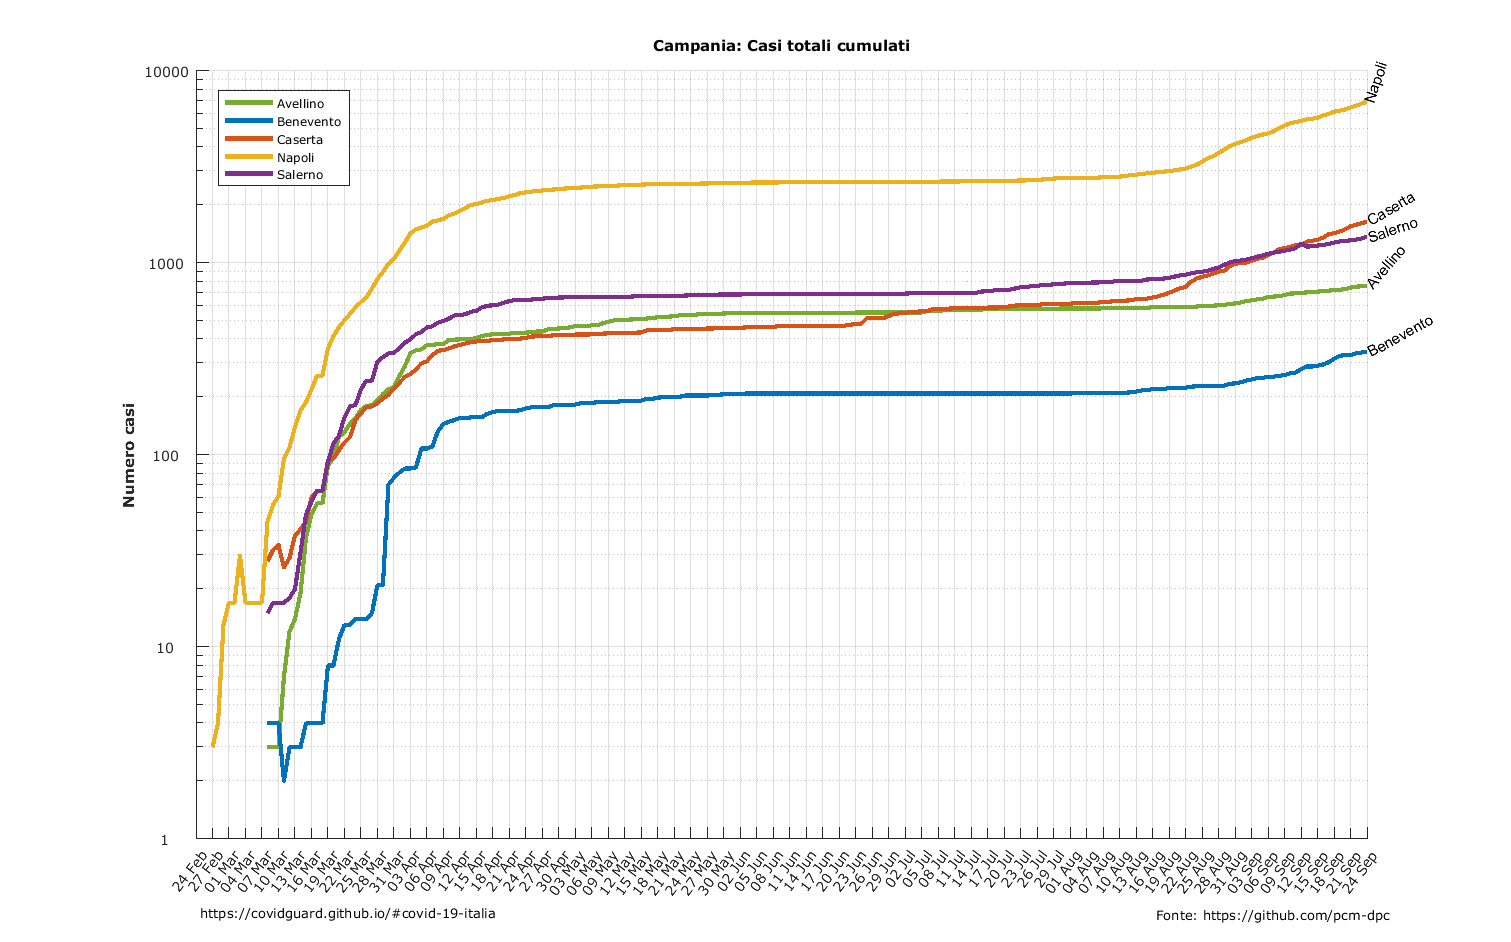 Campania: Casi totali cumulati
10000
1000
100
10
1
Numero casi
Avellino
Benevento
Caserta
Napoli
Salerno
Napoli
Caserta
Salerno
Avellino
Benevento
24 Feb
27 Feb
01 Mar
04 Mar
07 Mar
10 Mar
13 Mar
16 Mar
19 Mar
22 Mar
25 Mar
28 Mar
31 Mar
03 Apr
06 Apr
09 Apr
12 Apr
15 Apr
18 Apr
21 Apr
24 Apr
27 Apr
30 Apr
03 May
06 May
09 May
12 May
15 May
18 May
21 May
24 May
27 May
30 May
02 Jun
05 Jun
08 Jun
11 Jun
14 Jun
17 Jun
20 Jun
23 Jun
26 Jun
29 Jun
02 Jul
05 Jul
08 Jul
11 Jul
14 Jul
17 Jul
20 Jul
23 Jul
26 Jul
29 Jul
01 Aug
04 Aug
07 Aug
10 Aug
13 Aug
16 Aug
19 Aug
22 Aug
25 Aug
28 Aug
31 Aug
03 Sep
06 Sep
09 Sep
12 Sep
15 Sep
18 Sep
21 Sep
24 Sep
https://covidguard.github.io/#covid-19-italia
Fonte: https://github.com/pcm-dpc